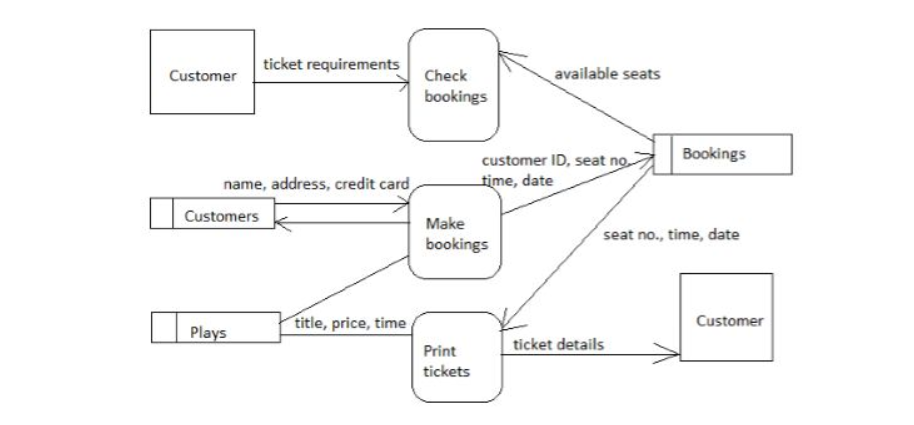 Customer
ticket requirements
Check
bookings
available seats
Bookings
customer ID, seat no,
time, date
name, address, credit card
Customers
Make
bookings
seat no., time, date
Plays
title, price, time
Print
tickets
ticket details
Customer